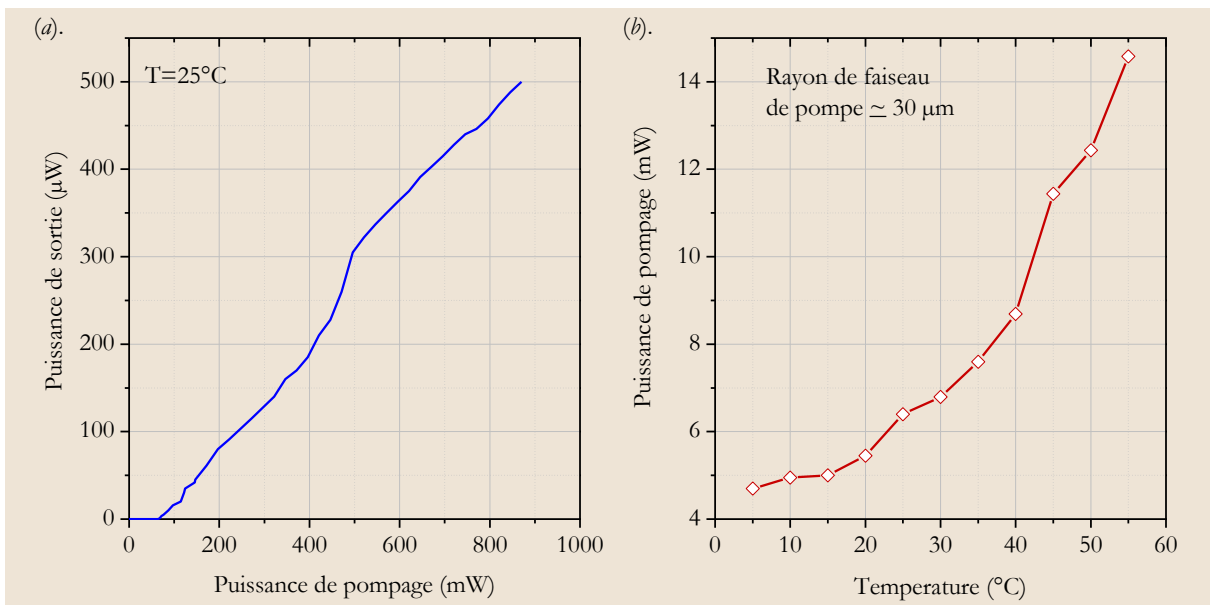 (a).
T=25°C
Puissance de sortie (µW)
500
400
300
200
100
0
0 200 400 600 800 1000
Puissance de pompage (mW)
(b).
Rayon de faiseau
de pompe ≃ 30 µm
Puissance de pompage (mW)
14
12
10
8
6
4
0 10 20 30 40 50 60
Temperature (°C)